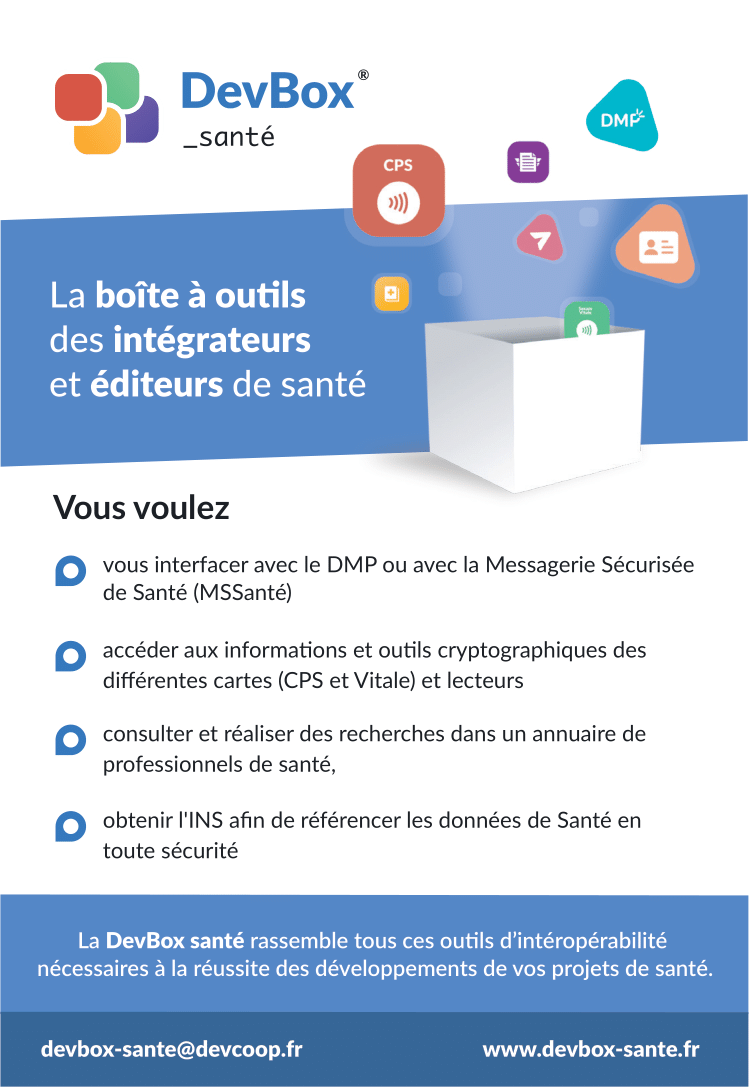 DevBox®
_santé
DMP
CPS
La boîte à outils
des intégrateurs
et éditeurs de santé
Vitale
Vous voulez
vous interfacer avec le DMP ou avec la Messagerie Sécurisée
de Santé (MSSanté)
accéder aux informations et outils cryptographiques des
différentes cartes (CPS et Vitale) et lecteurs
consulter et réaliser des recherches dans un annuaire de
professionnels de santé,
obtenir l'INS afin de référencer les données de Santé en
toute sécurité
La DevBox santé rassemble tous ces outils d’intéropérabilité
nécessaires à la réussite des développements de vos projets de santé.
devbox-sante@devcoop.fr
www.devbox-sante.fr